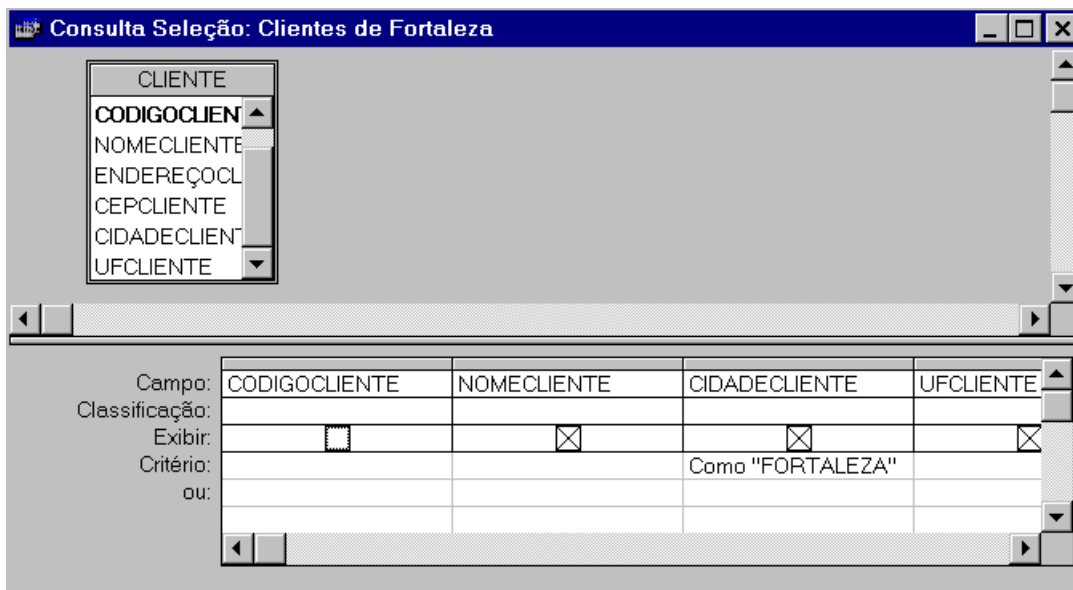 Consulta Seleção: Clientes de Fortaleza
CLIENTE
CODIGOCLIEN
NOMECLIENTE
ENDEREÇOCL
CEPCLIENTE
CIDADECLIENT
UFCLIENTE
Campo: CODIGOCLIENTE NOMECLIENTE CIDADECLIENTE UFCLIENTE
Classificação:
Exibir:
Critério: Como "FORTALEZA"
ou: